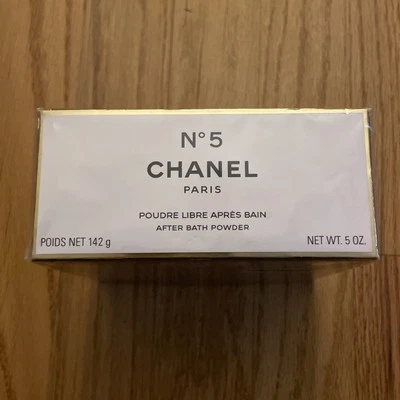 N°5
CHANEL
PARIS
POUDRE LIBRE APRÈS BAIN
AFTER BATH POWDER
POIDS NET 142 g
NET WT. 5 OZ.